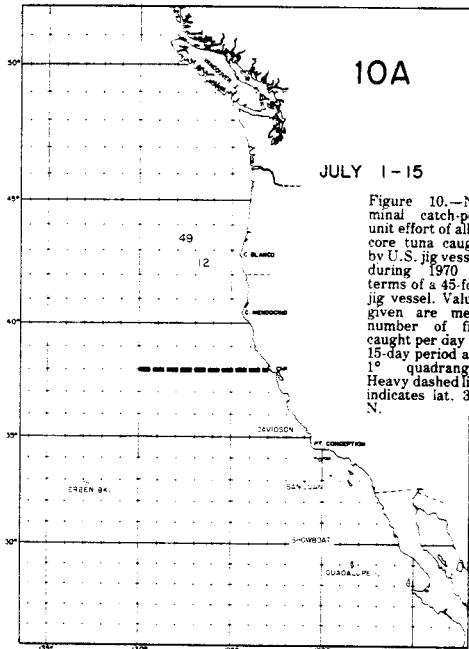 10A
50°
VANCOUVER
JULY 1-15
45°
Figure 10.—N
minal catch-pe
unit effort of alb
core tuna caug
by U.S. jig vesse
during 1970
terms of a 45-fo
jig vessel. Valu
given are me
number of fi
caught per day
15-day period a
1° quadrang
Heavy dashed li
indicates lat. 3
N.
49
12
C. BLANCO
40°
C. MENDOCINO
DAVIDSON
35°
PT. CONCEPTION
ERBEN BK.
SAN JUAN
SHOWBOAT
30°
GUADALUPE